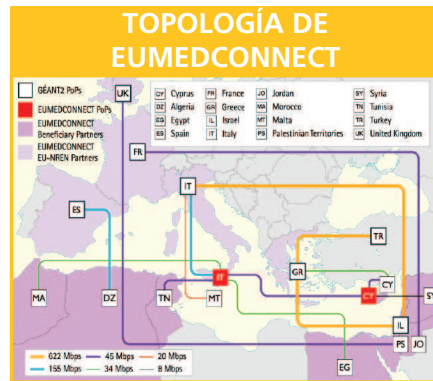 TOPOLOGÍA DE
EUMEDCONNECT
GÉANT2 PoPs
EUMEDCONNECT PoPs
EUMEDCONNECT
Beneficiary Partners
EUMEDCONNECT
EU-NREN Partners
CY Cyprus
DZ Algeria
EG Egypt
ES Spain
FR France
GR Greece
IL Israel
IT Italy
JO Jordan
MA Morocco
MT Malta
PS Palestinian Territories
SY Syria
TN Tunisia
TR Turkey
UK United Kingdom
UK
FR
IT
ES
TR
GR
IT
CY
CY
SY
MA
DZ
TN
MT
IL
PS
JO
EG
622 Mbps
45 Mbps
20 Mbps
155 Mbps
34 Mbps
8 Mbps